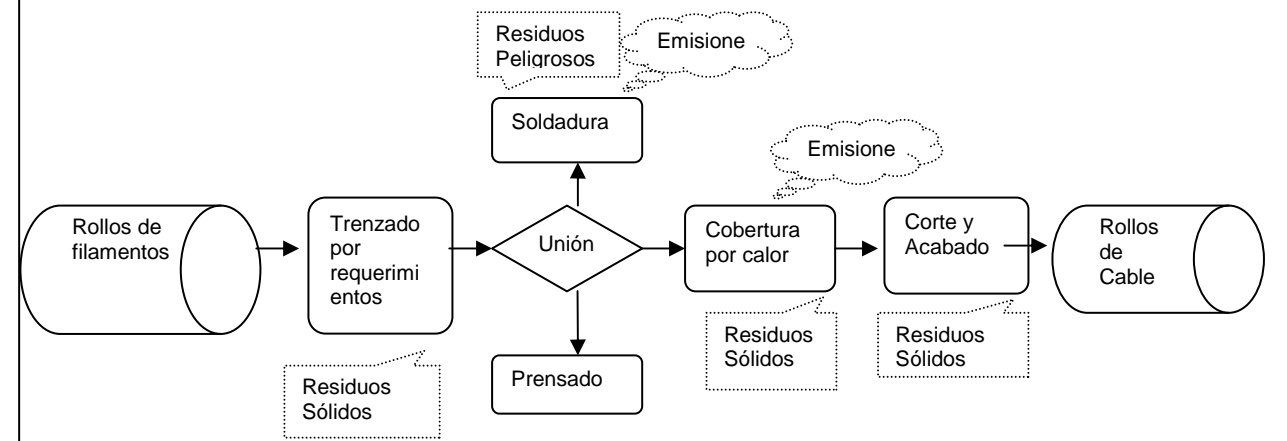 Residuos
Peligrosos
Emisione
Soldadura
Emisione
Rollos de
filamentos
Trenzado
por
requerimi
entos
Unión
Cobertura
por calor
Corte y
Acabado
Rollos
de
Cable
Residuos
Sólidos
Prensado
Residuos
Sólidos
Residuos
Sólidos